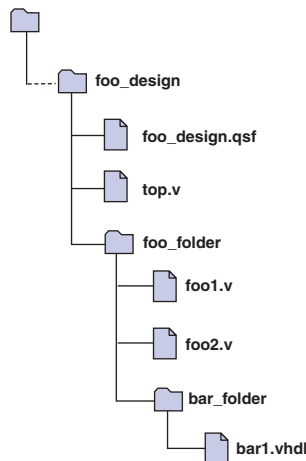 foo_design
foo_design.qsf
top.v
foo_folder
foo1.v
foo2.v
bar_folder
bar1.vhdl